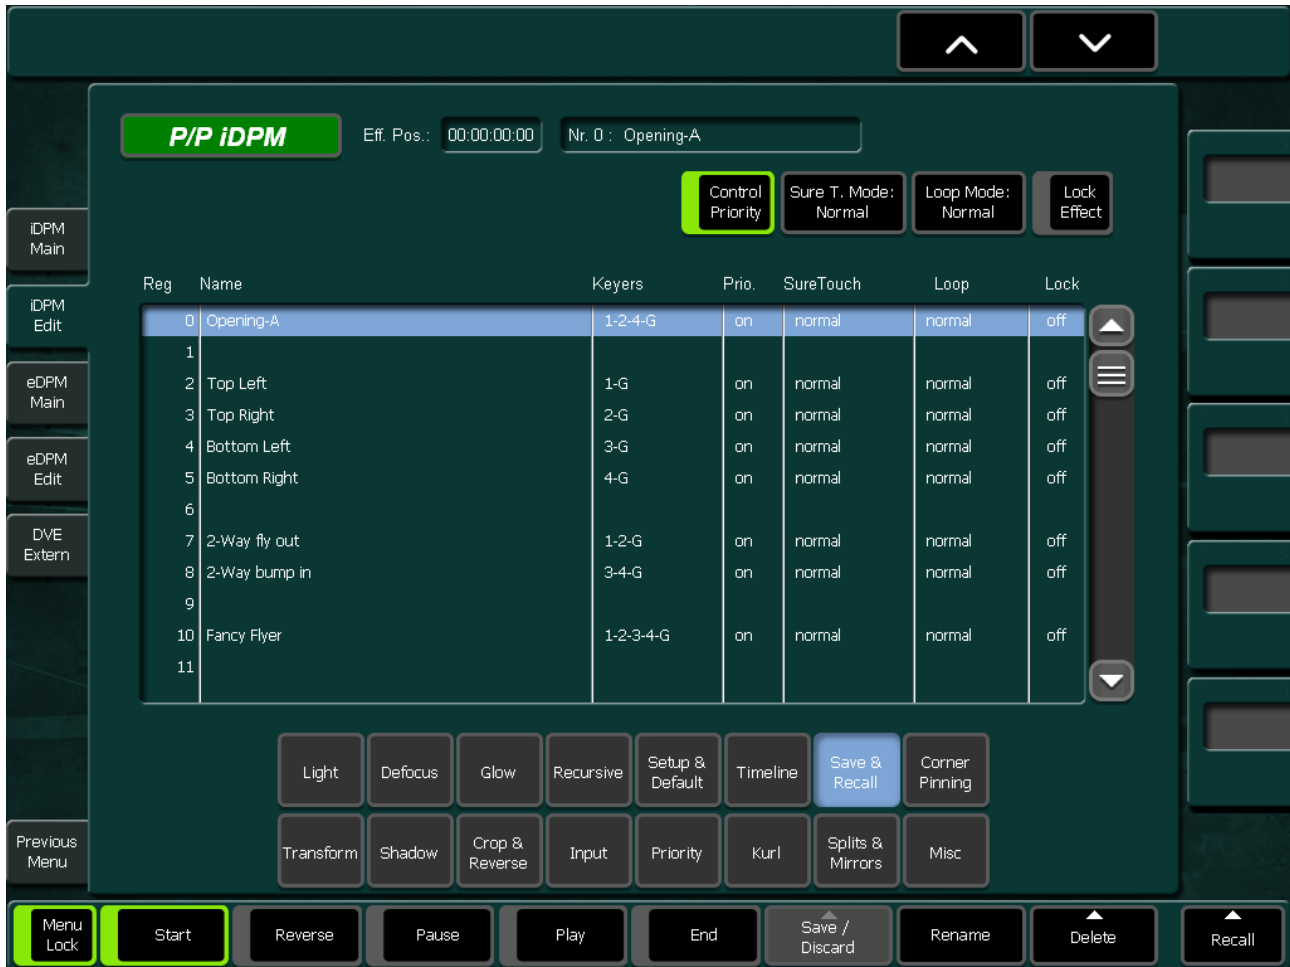 P/P iDPM
Eff. Pos.: 00:00:00:00 Nr. 0 : Opening-A
Control Priority
Sure T. Mode: Normal
Loop Mode: Normal
Lock Effect
iDPM
Main
iDPM
Edit
eDPM
Main
eDPM
Edit
DVE
Extern
Previous
Menu
Reg Name Keyers Prio. SureTouch Loop Lock
0 Opening-A 1-2-4-G on normal normal off
1
2 Top Left 1-G on normal normal off
3 Top Right 2-G on normal normal off
4 Bottom Left 3-G on normal normal off
5 Bottom Right 4-G on normal normal off
6
7 2-Way fly out 1-2-G on normal normal off
8 2-Way bump in 3-4-G on normal normal off
9
10 Fancy Flyer 1-2-3-4-G on normal normal off
11
Light
Defocus
Glow
Recursive
Setup &
Default
Timeline
Save &
Recall
Corner
Pinning
Transform
Shadow
Crop &
Reverse
Input
Priority
Kurl
Splits &
Mirrors
Misc
Menu
Lock
Start
Reverse
Pause
Play
End
Save /
Discard
Rename
Delete
Recall